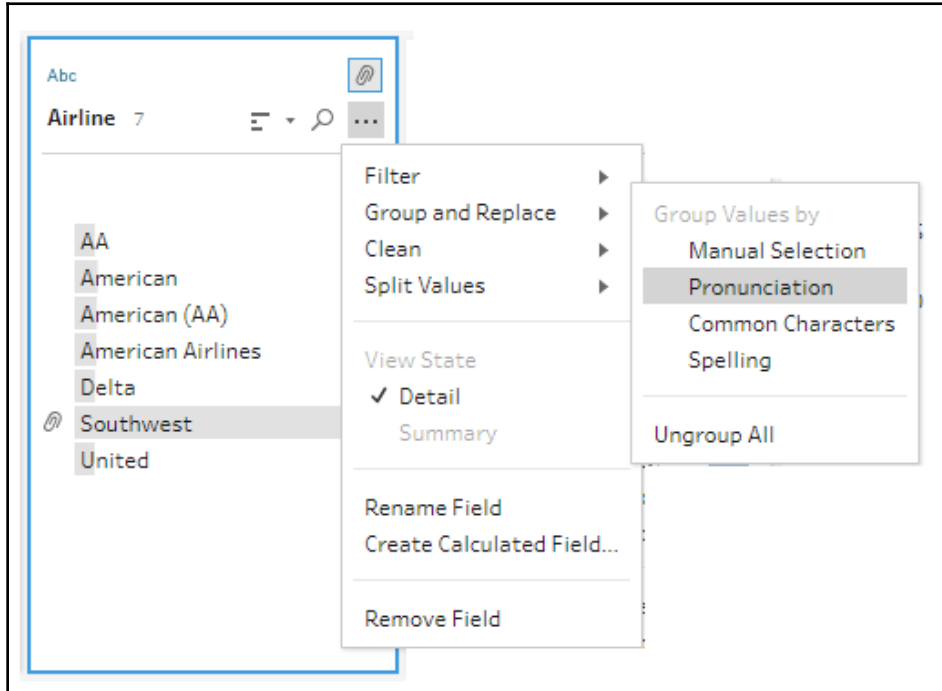 Abc
Airline 7
AA
American
American (AA)
American Airlines
Delta
Southwest
United
Filter
Group and Replace
Clean
Split Values
View State
✓ Detail
Summary
Rename Field
Create Calculated Field...
Remove Field
Group Values by
Manual Selection
Pronunciation
Common Characters
Spelling
Ungroup All